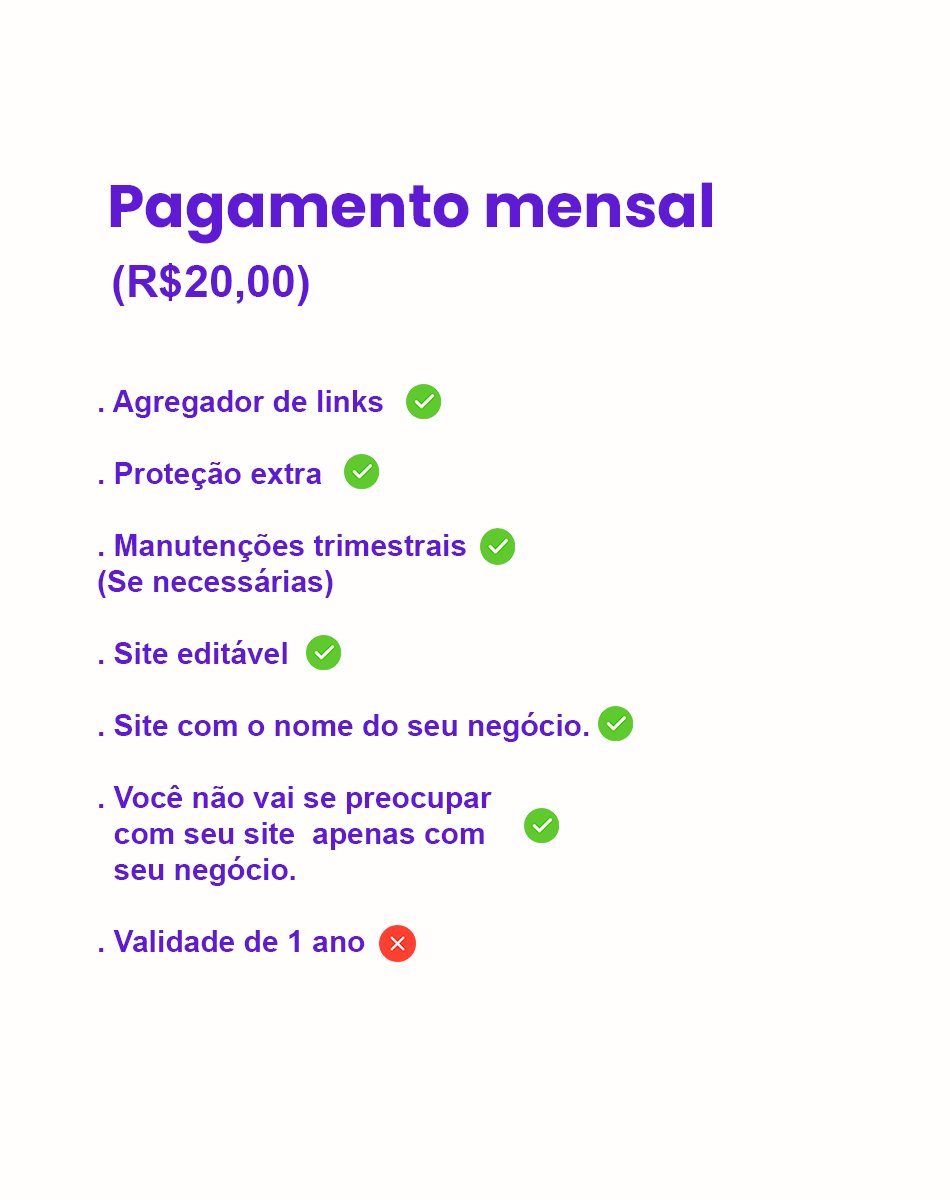 Pagamento mensal
(R$20,00)
. Agregador de links
. Proteção extra
. Manutenções trimestrais
(Se necessárias)
. Site editável
. Site com o nome do seu negócio.
. Você não vai se preocupar
com seu site  apenas com
seu negócio.
. Validade de 1 ano